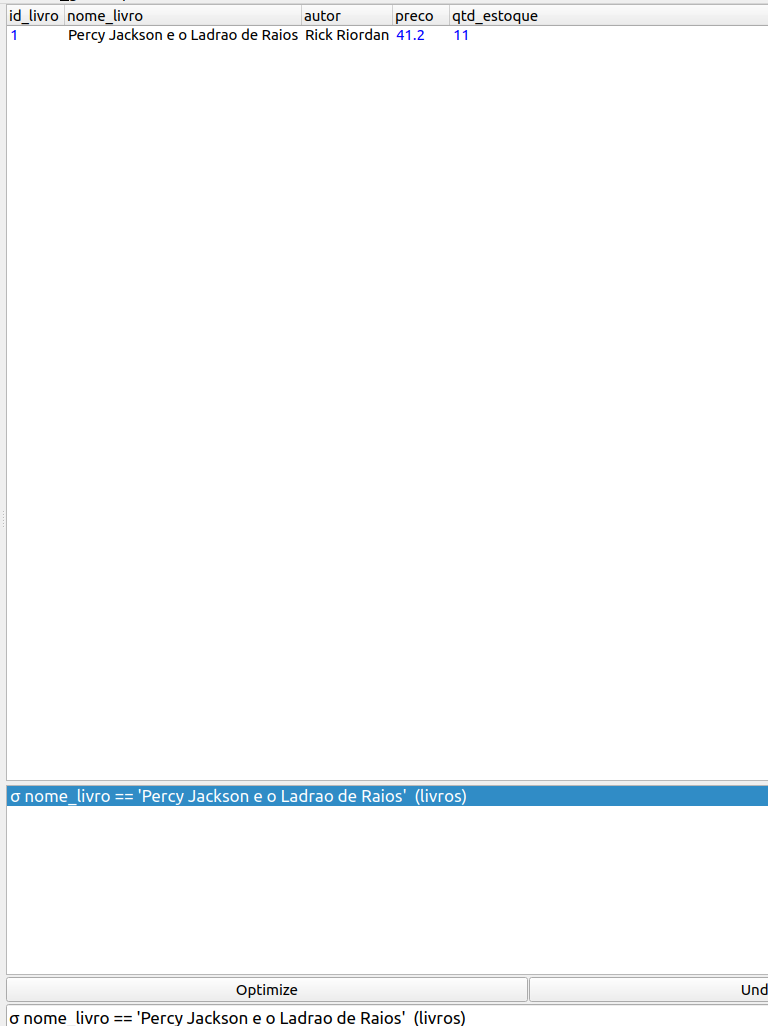 id_livro nome_livro autor preco qtd_estoque
1 Percy Jackson e o Ladrao de Raios Rick Riordan 41.2 11
σ nome_livro == 'Percy Jackson e o Ladrao de Raios' (livros)
Optimize Und
σ nome_livro == 'Percy Jackson e o Ladrao de Raios' (livros)